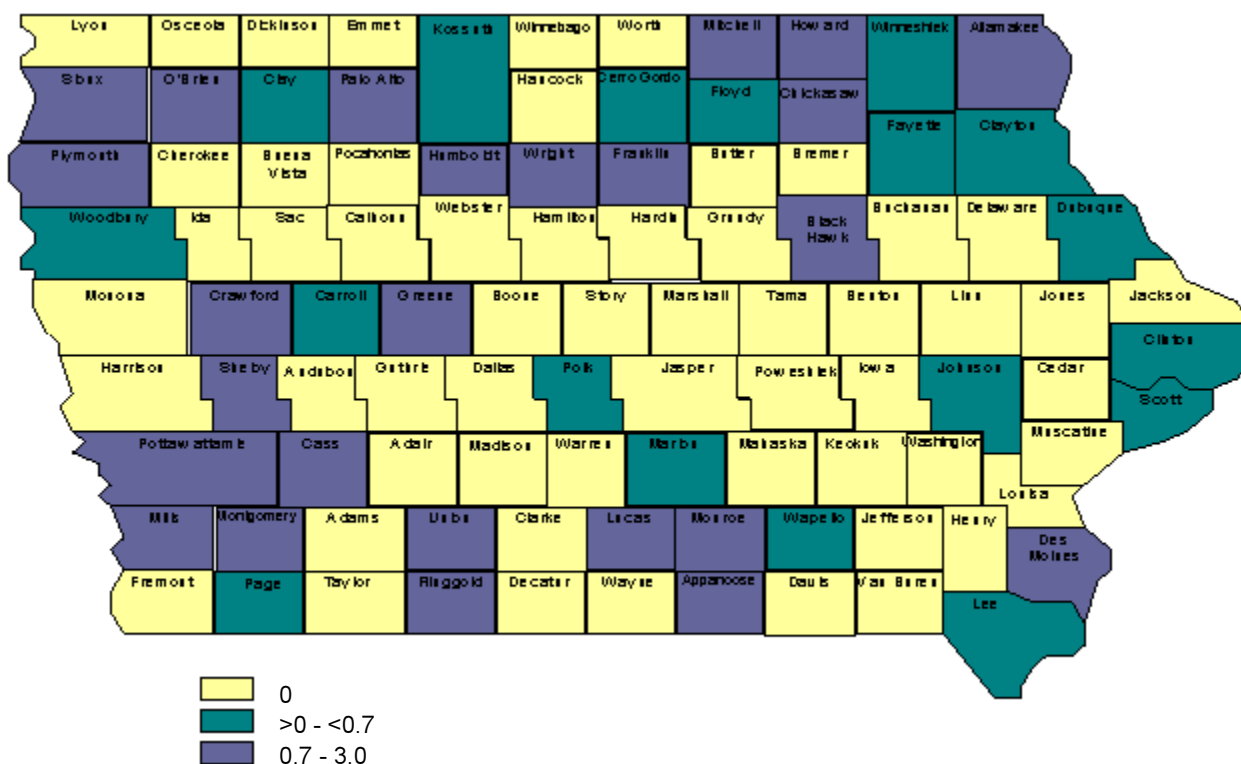 Lyon Osceola Dickinson Emmet Kossuth Winnebago Worth Mitchell Howard Winneshiek Allamakee
Sioux O'Brien Clay Palo Alto Hancock Cerro Gordo Floyd Chickasaw
Fayette Clayton
Plymouth Cherokee Buena Vista Pocahontas Humboldt Wright Franklin Butler Bremer
Woodbury Ida Sac Calhoun Webster Hamilton Hardin Grundy Black Hawk Buchanan Delaware Dubuque
Monona Crawford Carroll Greene Boone Story Marshall Tama Benton Linn Jones Jackson
Clinton
Harrison Shelby Audubon Guthrie Dallas Polk Jasper Poweshiek Iowa Johnson Cedar
Scott
Pottawattamie Cass Adair Madison Warren Marion Mahaska Keokuk Washington Muscatine
Louisa
Mills Montgomery Adams Union Clarke Lucas Monroe Wapello Jefferson Henry Des Moines
Fremont Page Taylor Ringgold Decatur Wayne Appanoose Davis Van Buren
Lee
0
>0 - <0.7
0.7 - 3.0